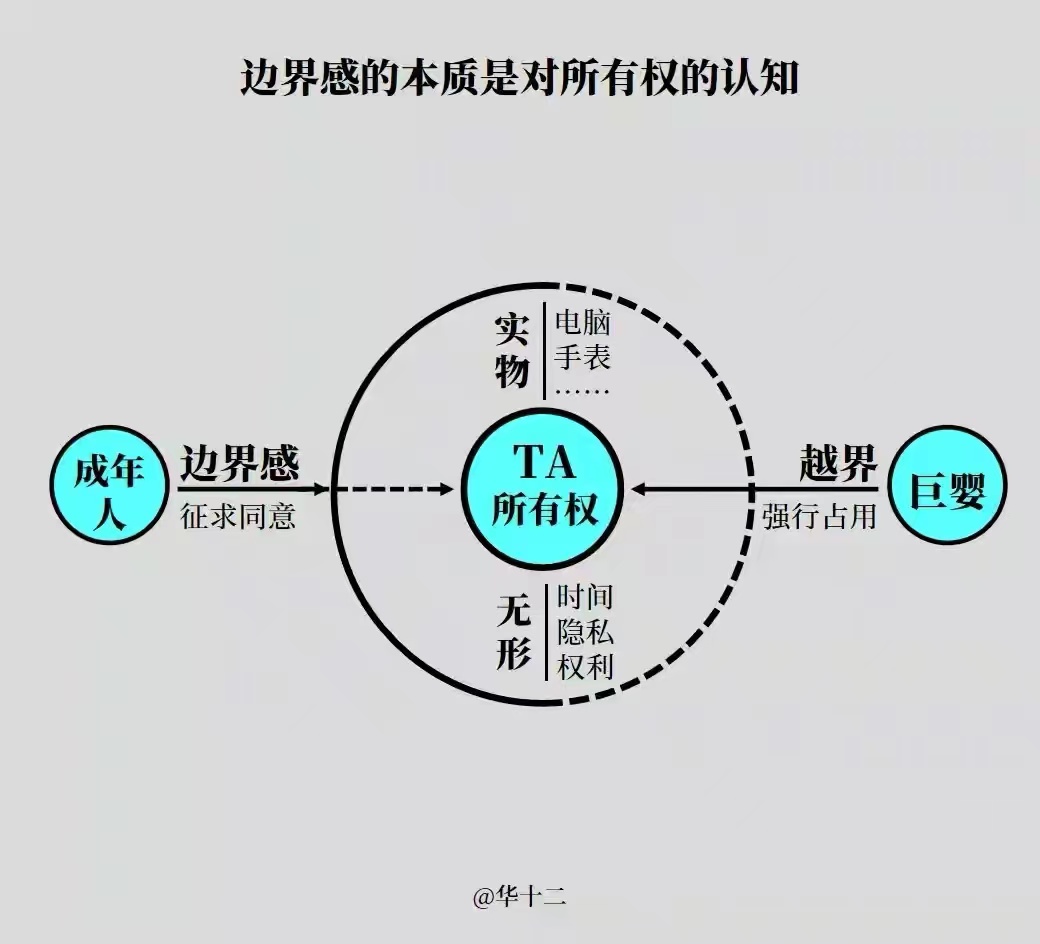 边界感的本质是对所有权的认知
实
物
电脑
手表
……
成年
人
边界感
征求同意
TA
所有权
越界
强行占用
巨婴
无
形
时间
隐私
权利
@华十二